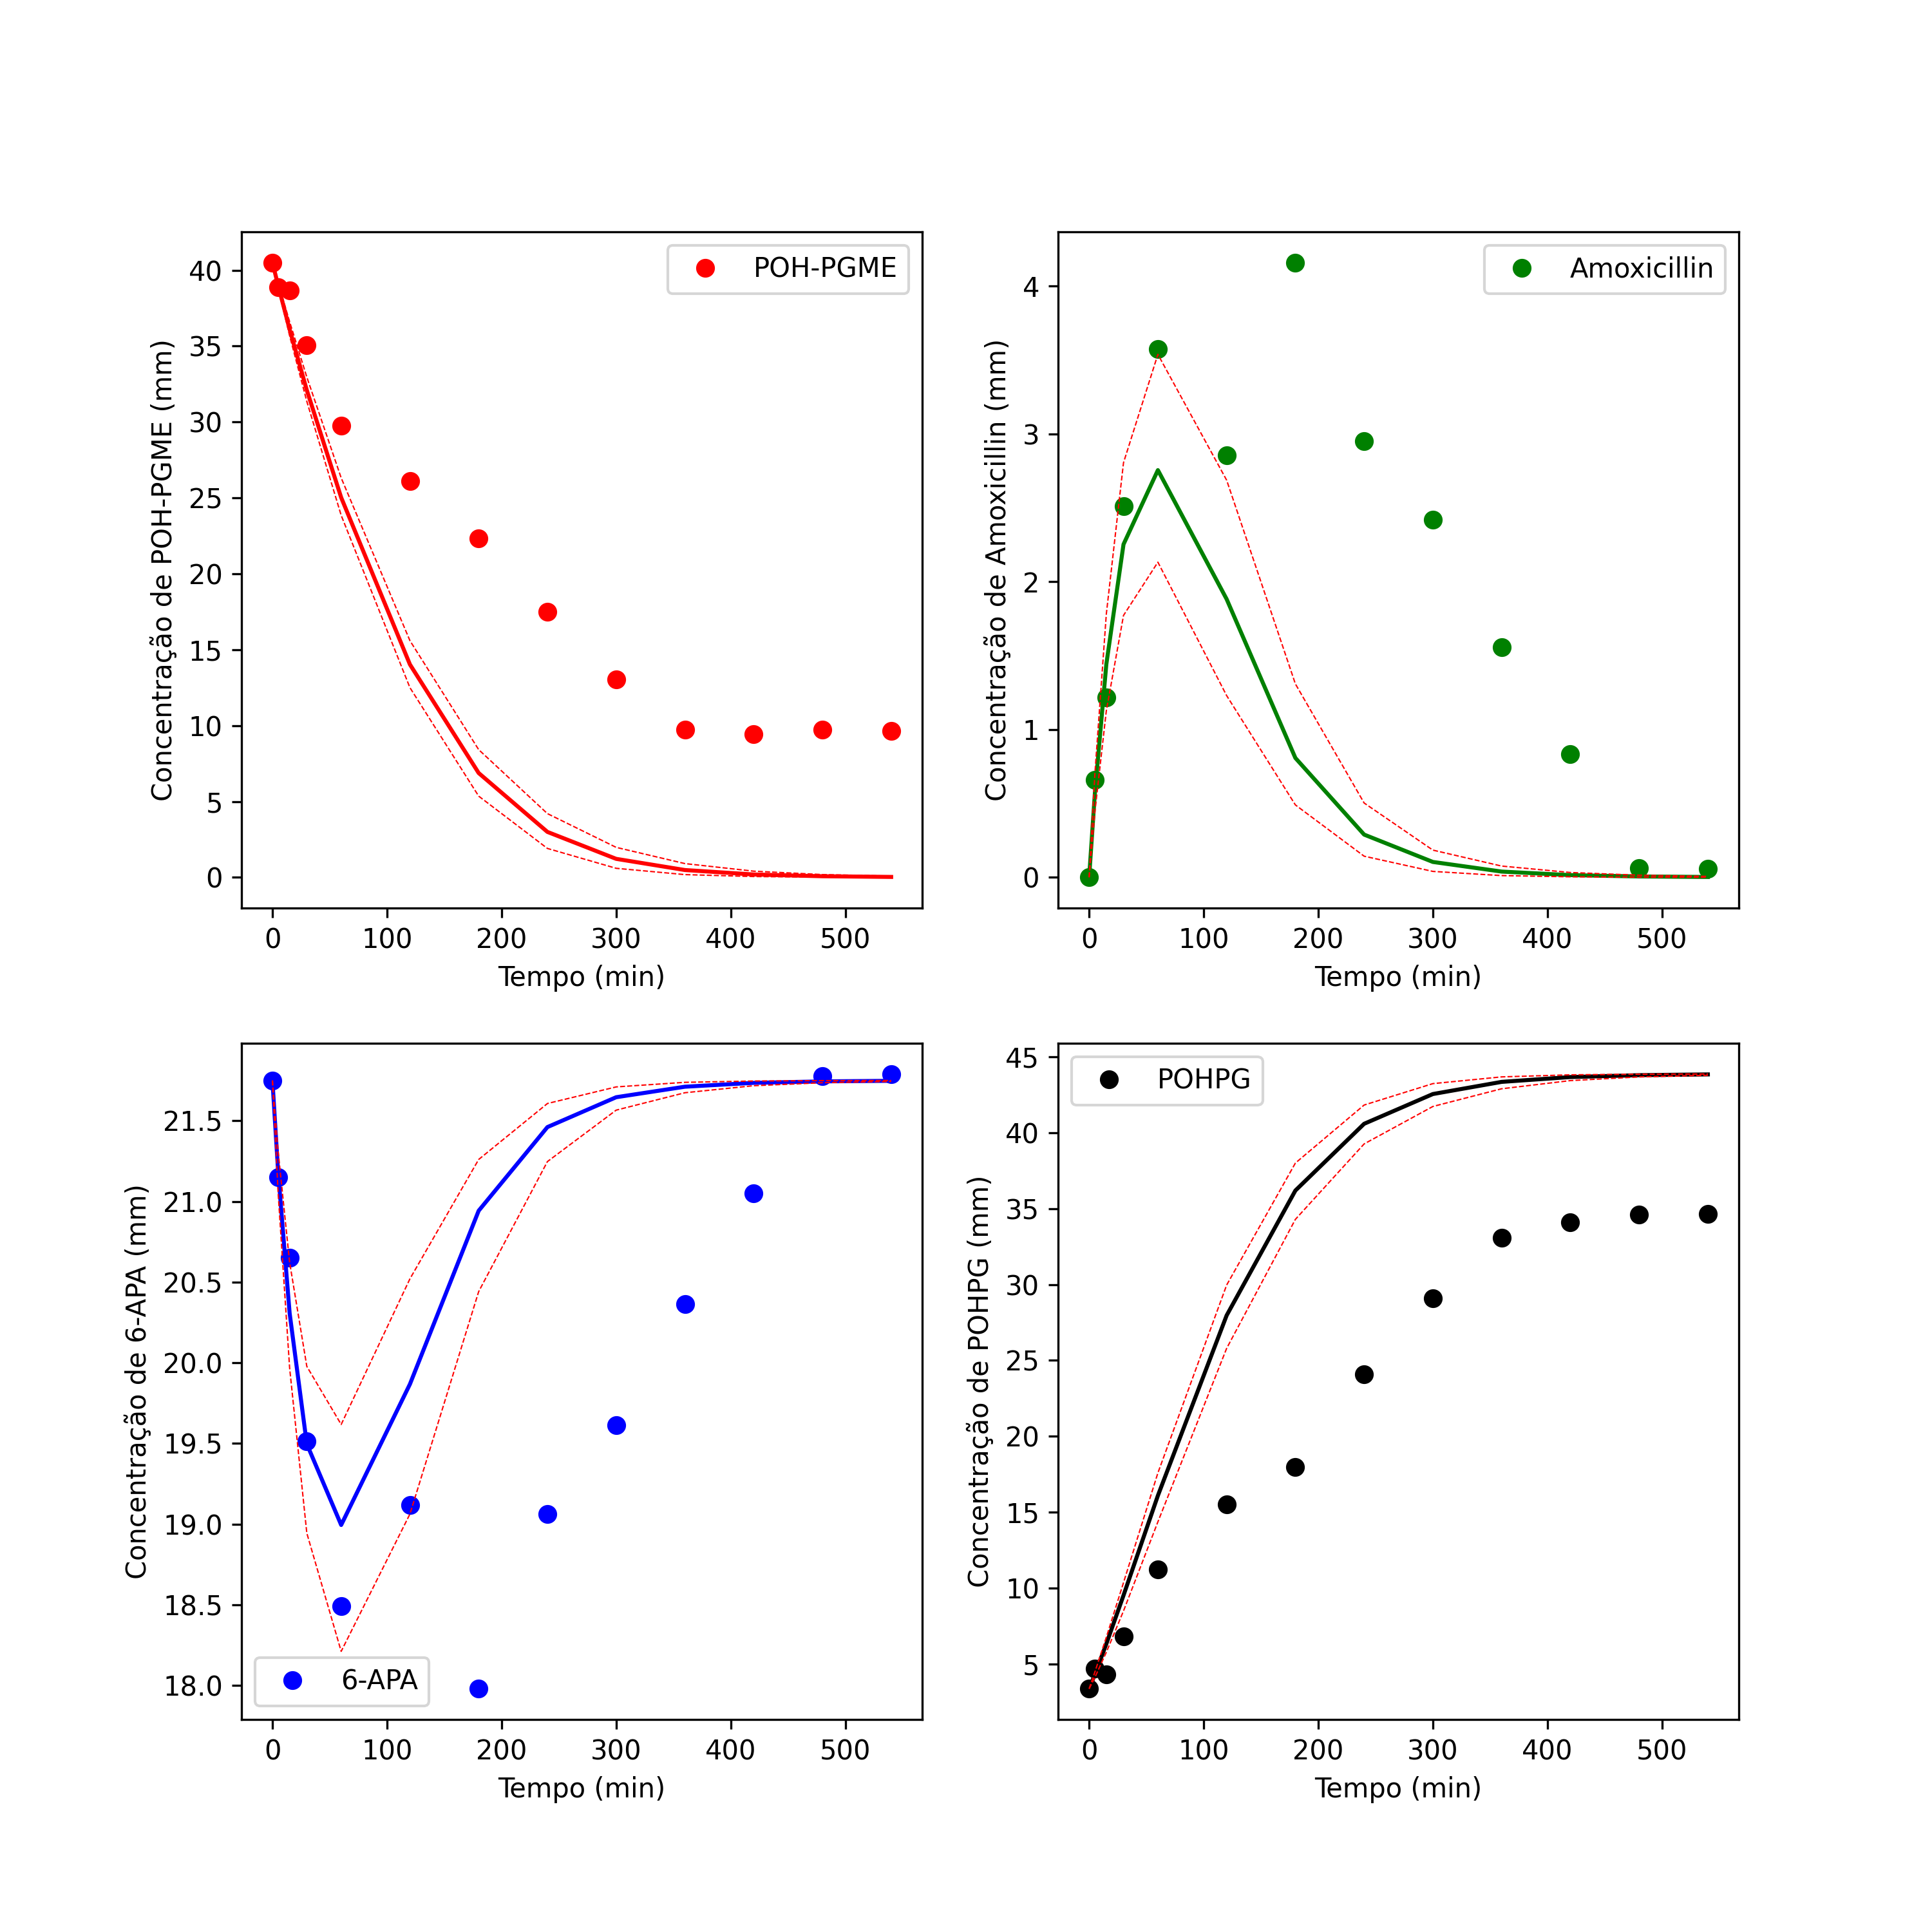 POH-PGME
Concentração de POH-PGME (mm)
40
35
30
25
20
15
10
5
0
0 100 200 300 400 500
Tempo (min)
Amoxicillin
Concentração de Amoxicillin (mm)
4
3
2
1
0
0 100 200 300 400 500
Tempo (min)
6-APA
Concentração de 6-APA (mm)
21.5
21.0
20.5
20.0
19.5
19.0
18.5
18.0
0 100 200 300 400 500
Tempo (min)
POHPG
Concentração de POHPG (mm)
45
40
35
30
25
20
15
10
5
0 100 200 300 400 500
Tempo (min)